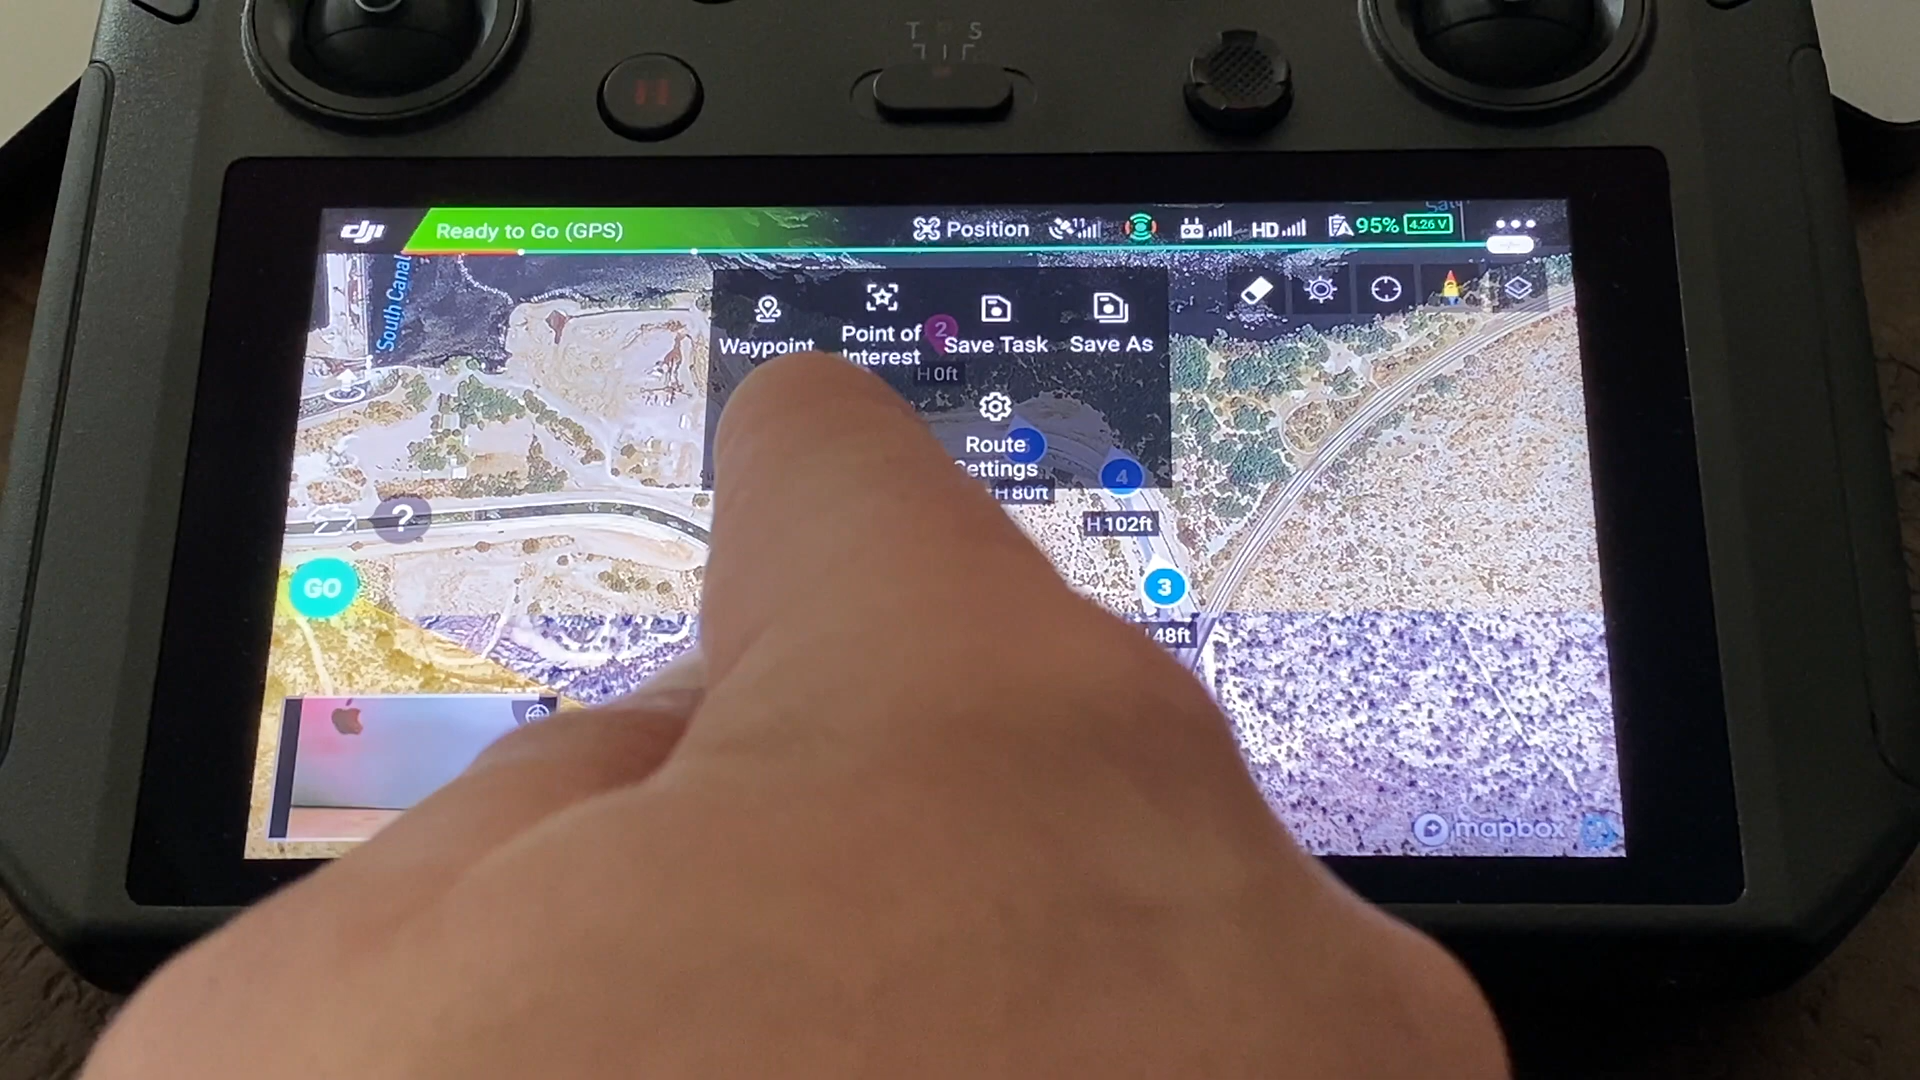 T P S
dji Ready to Go (GPS) Position 11 HD 95% 4.26 V
South Canal
Waypoint
Point of
Interest
2
Save Task
Save As
H 0ft
Route
Settings
H 80ft
4
H 102ft
?
GO
3
48ft
mapbox